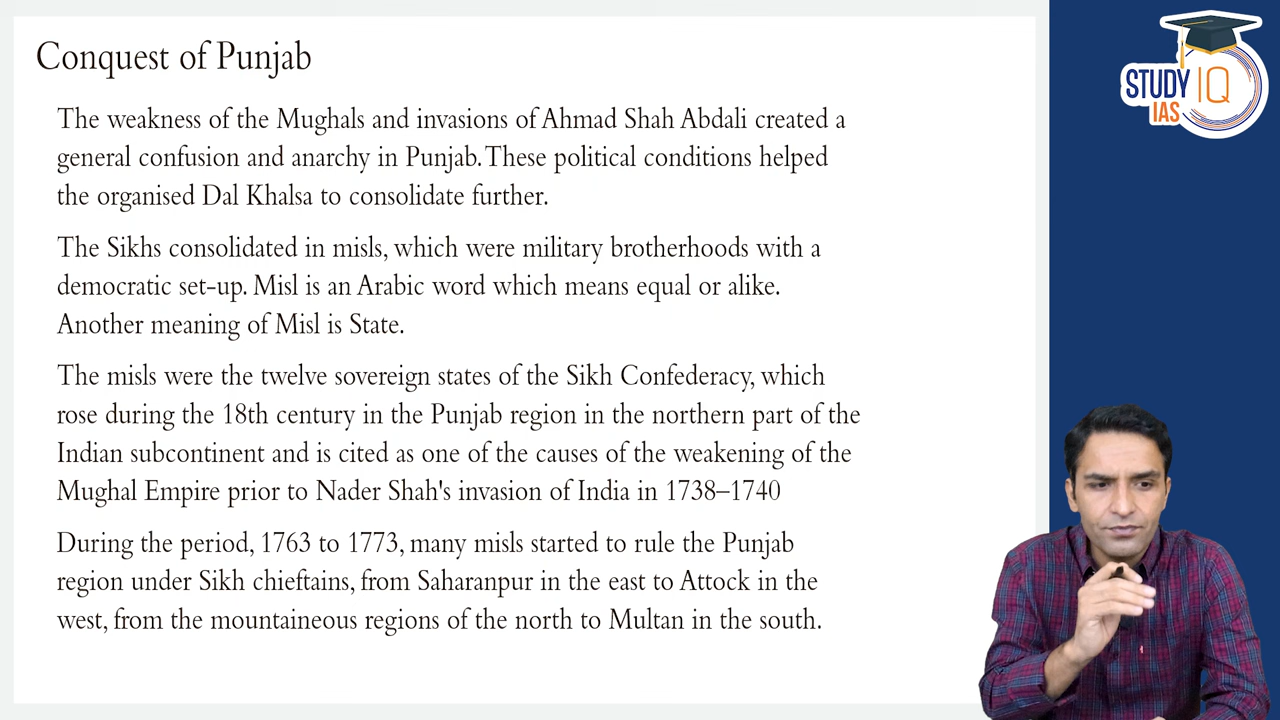 Conquest of Punjab
The weakness of the Mughals and invasions of Ahmad Shah Abdali created a
general confusion and anarchy in Punjab. These political conditions helped
the organised Dal Khalsa to consolidate further.
The Sikhs consolidated in misls, which were military brotherhoods with a
democratic set-up. Misl is an Arabic word which means equal or alike.
Another meaning of Misl is State.
The misls were the twelve sovereign states of the Sikh Confederacy, which
rose during the 18th century in the Punjab region in the northern part of the
Indian subcontinent and is cited as one of the causes of the weakening of the
Mughal Empire prior to Nader Shah's invasion of India in 1738–1740
During the period, 1763 to 1773, many misls started to rule the Punjab
region under Sikh chieftains, from Saharanpur in the east to Attock in the
west, from the mountaineous regions of the north to Multan in the south.
STUDY IQ
IAS